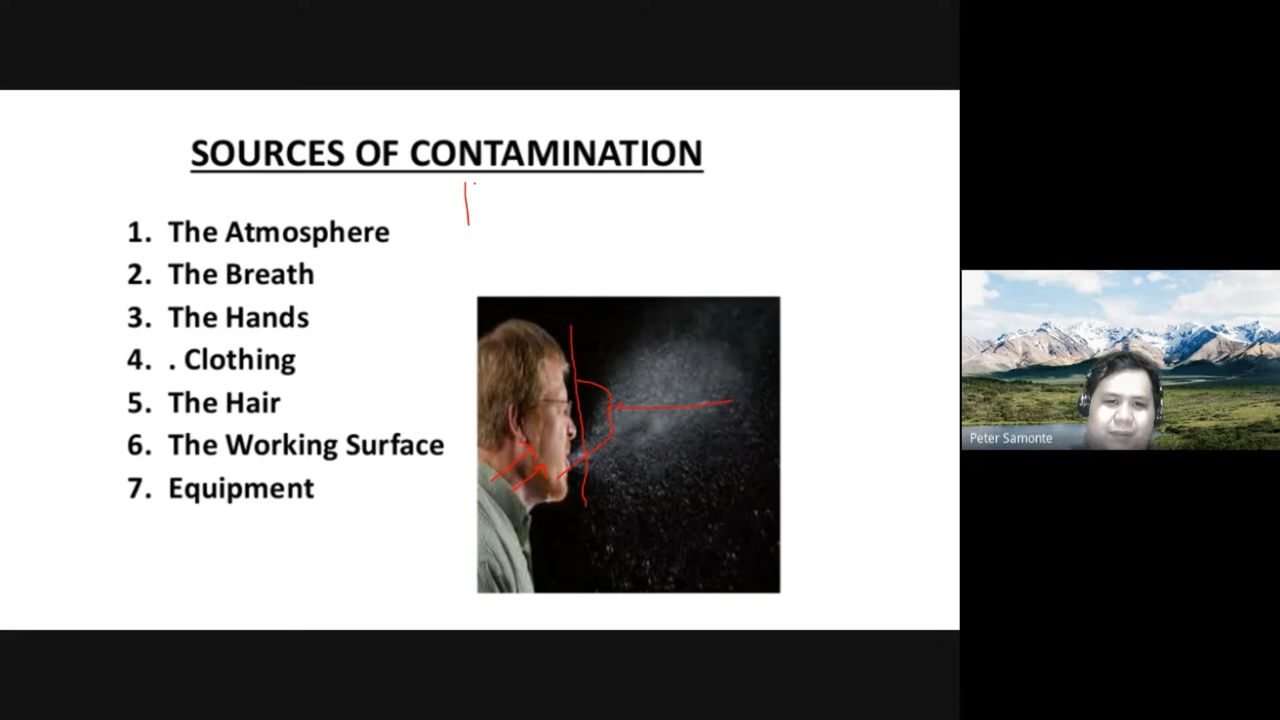 SOURCES OF CONTAMINATION
1. The Atmosphere
2. The Breath
3. The Hands
4. . Clothing
5. The Hair
6. The Working Surface
7. Equipment
Peter Samonte